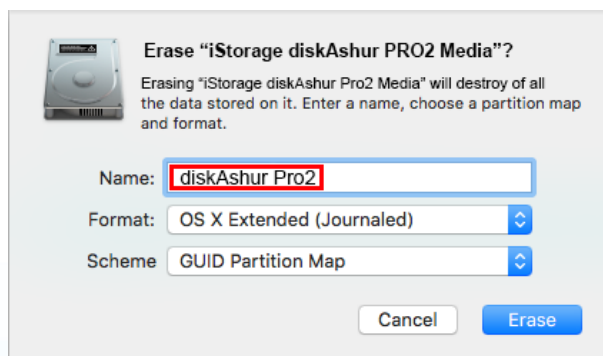 Erase “iStorage diskAshur PRO2 Media”?
Erasing “iStorage diskAshur Pro2 Media” will destroy of all
the data stored on it. Enter a name, choose a partition map
and format.
Name: diskAshur Pro2
Format: OS X Extended (Journaled)
Scheme GUID Partition Map
Cancel Erase